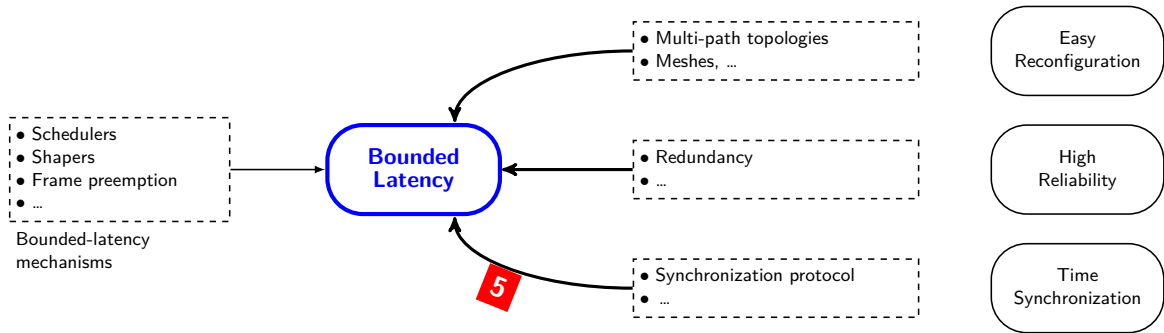 • Schedulers
• Shapers
• Frame preemption
• ...
Bounded-latency
mechanisms
Bounded
Latency
• Multi-path topologies
• Meshes, ...
• Redundancy
• ...
5
• Synchronization protocol
• ...
Easy
Reconfiguration
High
Reliability
Time
Synchronization